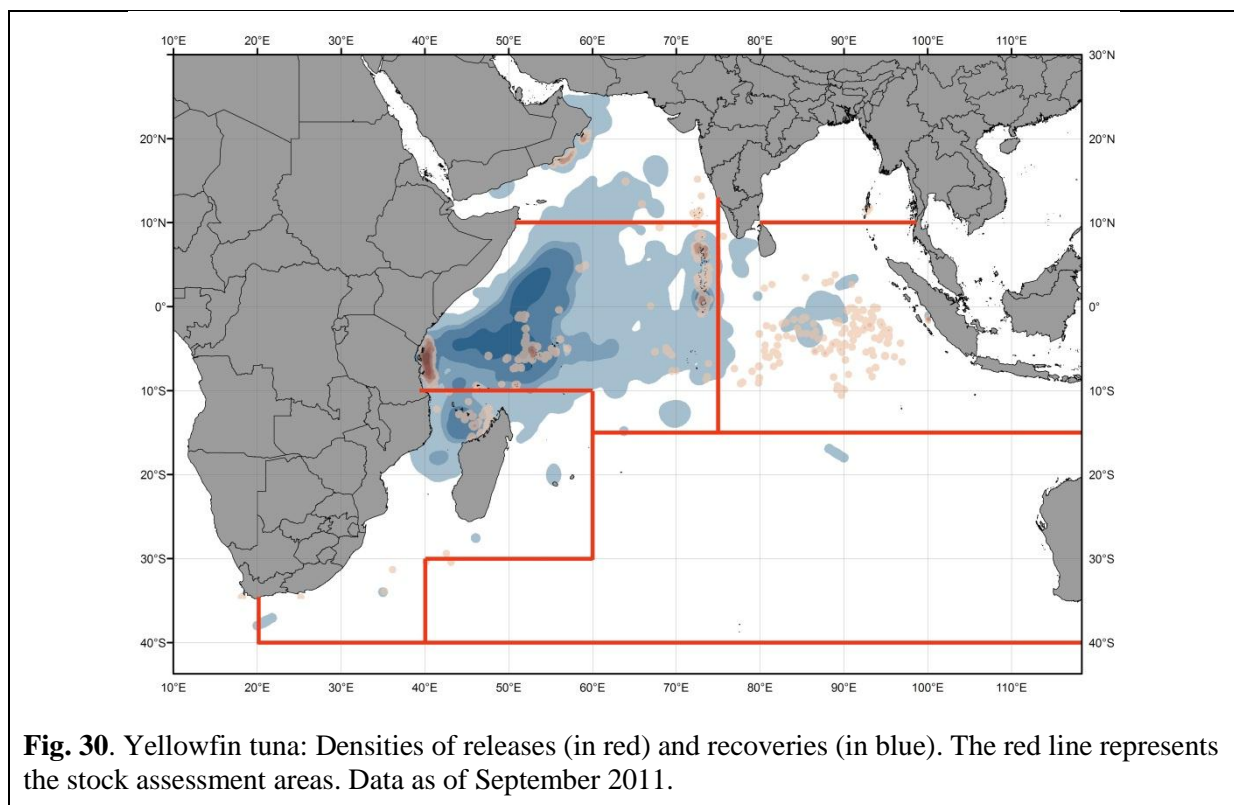 10°E 20°E 30°E 40°E 50°E 60°E 70°E 80°E 90°E 100°E 110°E
30°N
20°N 20°N
10°N 10°N
0° 0°
10°S 10°S
20°S 20°S
30°S 30°S
40°S 40°S
10°E 20°E 30°E 40°E 50°E 60°E 70°E 80°E 90°E 100°E 110°E
Fig. 30. Yellowfin tuna: Densities of releases (in red) and recoveries (in blue). The red line represents
the stock assessment areas. Data as of September 2011.